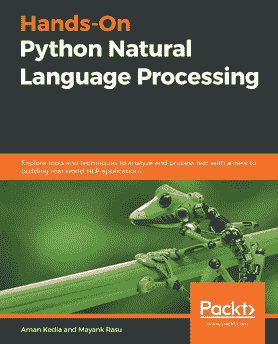 Hands-On
Python Natural
Language Processing
Explore tools and techniques to analyze and process text with a view to
building real-world NLP applications
Packt>
www.packt.com
Aman Kedia and Mayank Rasu